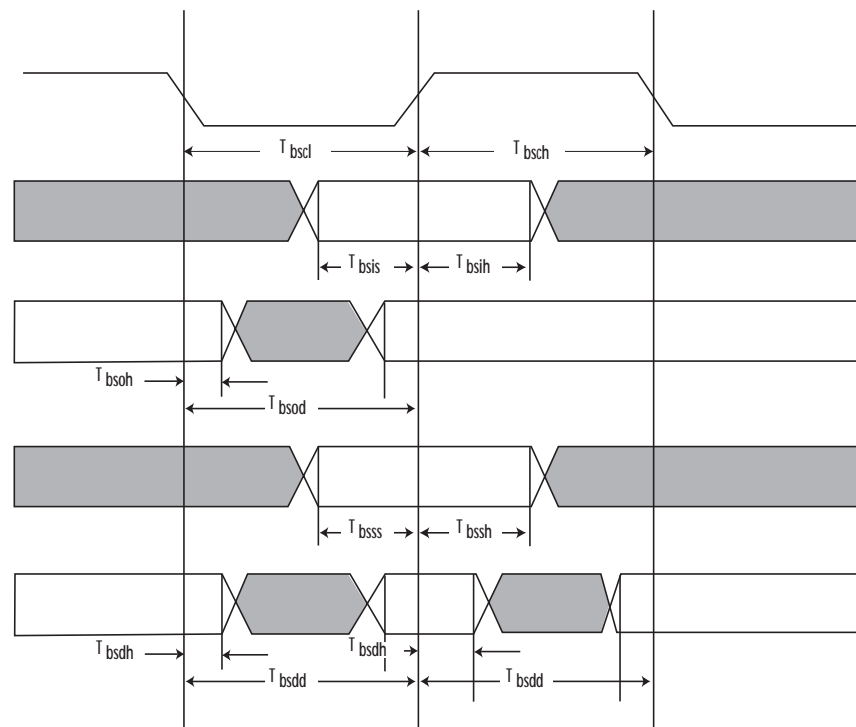 T bscl T bsch
T bsis T bsih
T bsoh
T bsod
T bsss T bssh
T bsdh T bsdh
T bsdd T bsdd